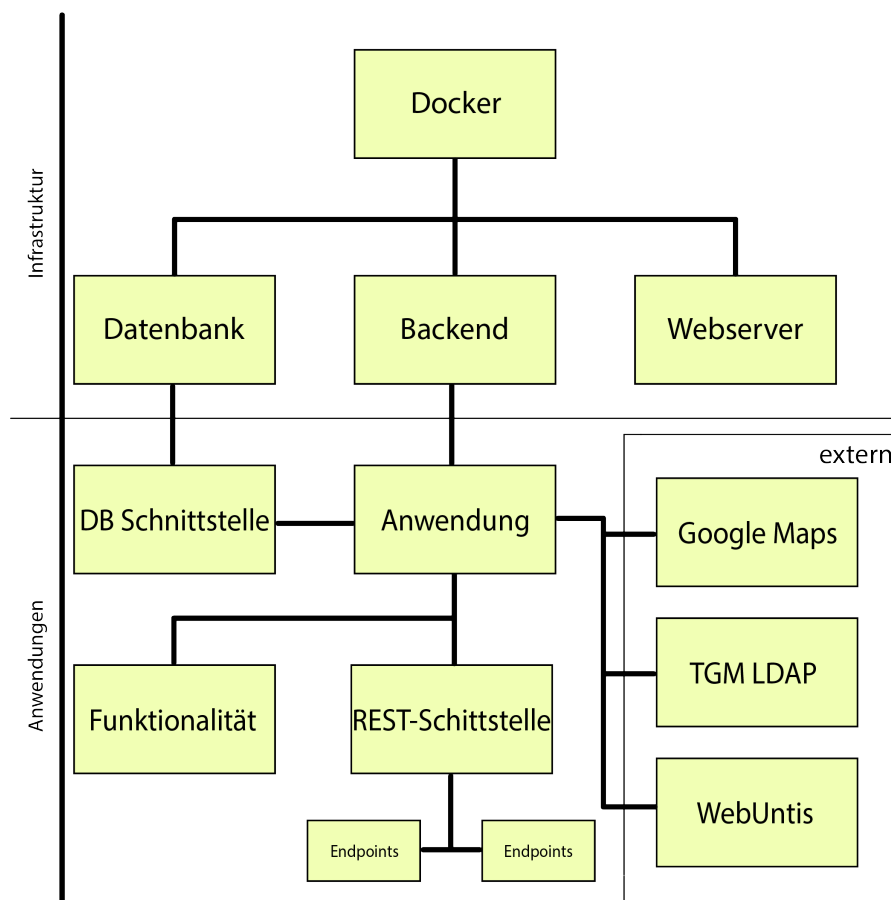 Docker
Infrastruktur
Datenbank
Backend
Webserver
extern
DB Schnittstelle
Anwendung
Google Maps
Anwendungen
TGM LDAP
Funktionalität
REST-Schittstelle
WebUntis
Endpoints
Endpoints